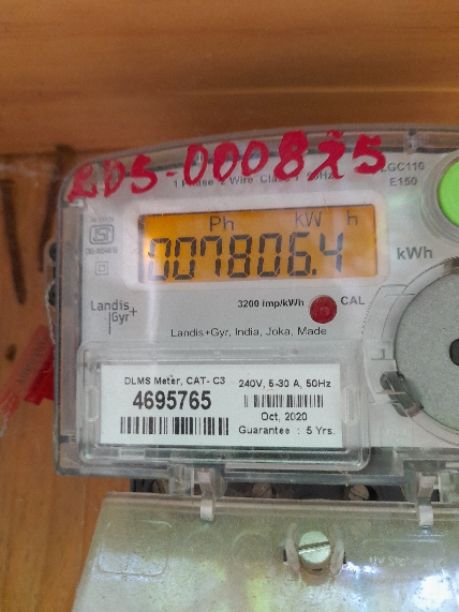 205-000875
1 Phase 2 Wire Class 1
LGC110
E150
Ph kW h
007806.4
kWh
3200 imp/kWh CAL
Landis
Gyr+
Landis+Gyr, India, Joka, Made
DLMS Meter, CAT- C3
4695765
240V, 5-30 A, 50Hz
Oct, 2020
Guarantee : 5 Yrs.